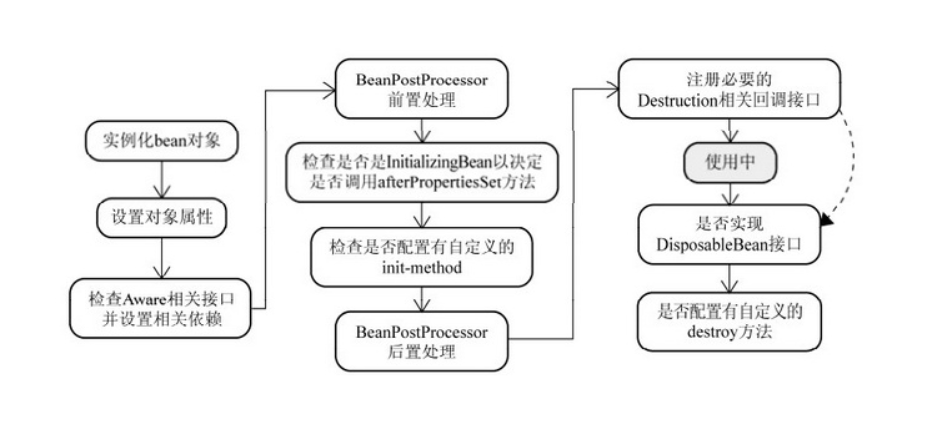 实例化bean对象
设置对象属性
检查Aware相关接口
并设置相关依赖
BeanPostProcessor
前置处理
检查是否是InitializingBean以决定
是否调用afterPropertiesSet方法
检查是否配置有自定义的
init-method
BeanPostProcessor
后置处理
注册必要的
Destruction相关回调接口
使用中
是否实现
DisposableBean接口
是否配置有自定义的
destroy方法